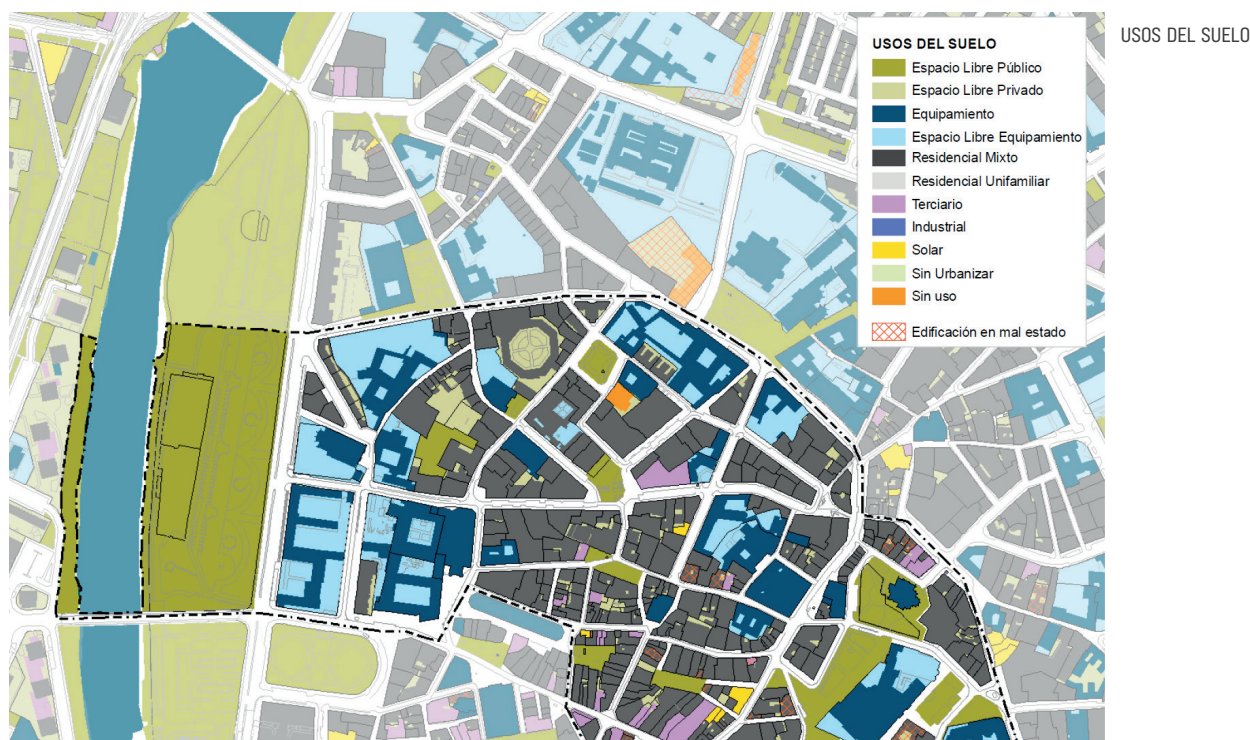 USOS DEL SUELO
USOS DEL SUELO
Espacio Libre Público
Espacio Libre Privado
Equipamiento
Espacio Libre Equipamiento
Residencial Mixto
Residencial Unifamiliar
Terciario
Industrial
Solar
Sin Urbanizar
Sin uso
Edificación en mal estado